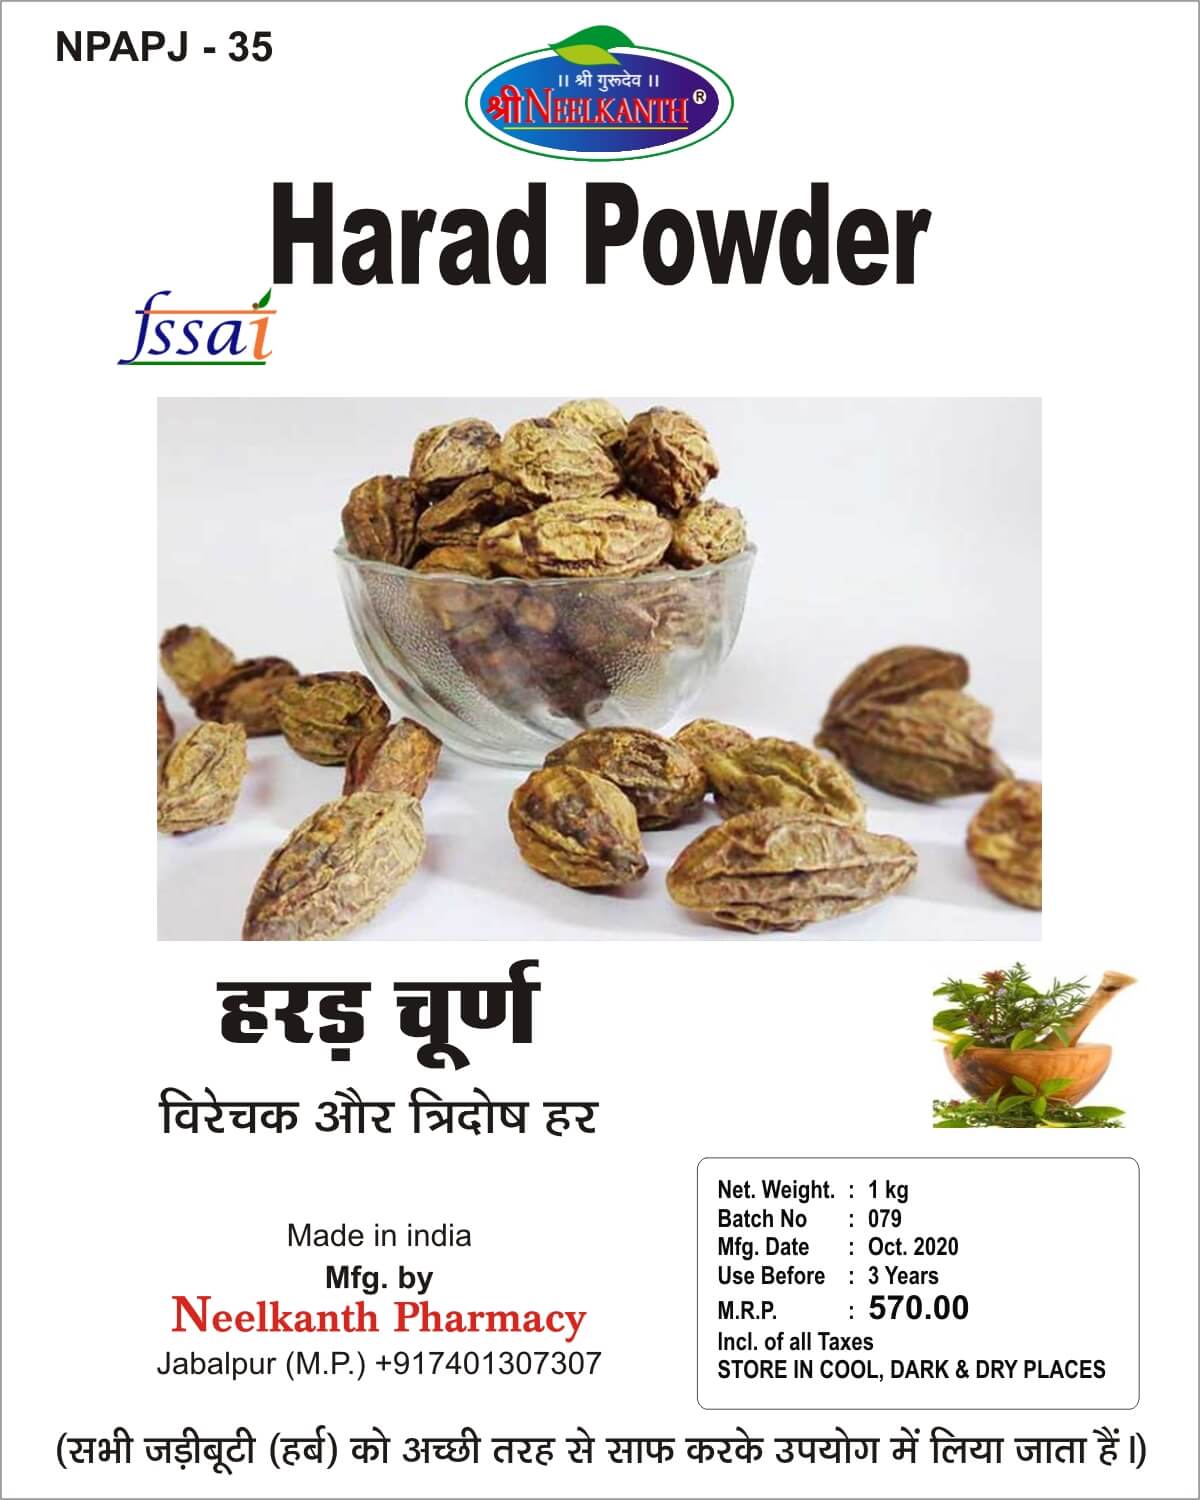 NPAPJ - 35
॥ श्री गुरूदेव ॥
श्री NEELKANTH ®
Harad Powder
fssai
हरड़ चूर्ण
विरेचक और त्रिदोष हर
Net. Weight. : 1 kg
Batch No : 079
Mfg. Date : Oct. 2020
Use Before : 3 Years
M.R.P. : 570.00
Incl. of all Taxes
STORE IN COOL, DARK & DRY PLACES
Made in india
Mfg. by
Neelkanth Pharmacy
Jabalpur (M.P.) +917401307307
(सभी जड़ीबूटी (हर्ब) को अच्छी तरह से साफ करके उपयोग में लिया जाता हैं।)